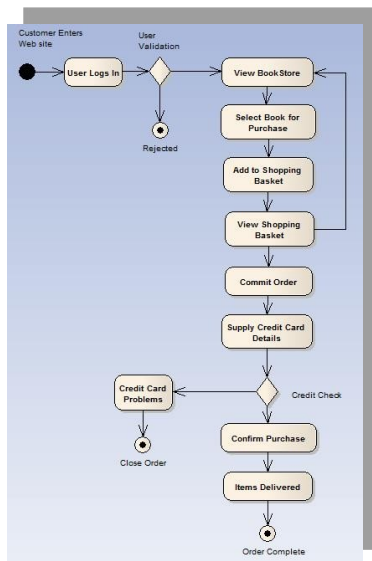 Customer Enters
Web site
User
Validation
User Logs In
View BookStore
Select Book for
Purchase
Rejected
Add to Shopping
Basket
View Shopping
Basket
Commit Order
Supply Credit Card
Details
Credit Card
Problems
Credit Check
Confirm Purchase
Close Order
Items Delivered
Order Complete